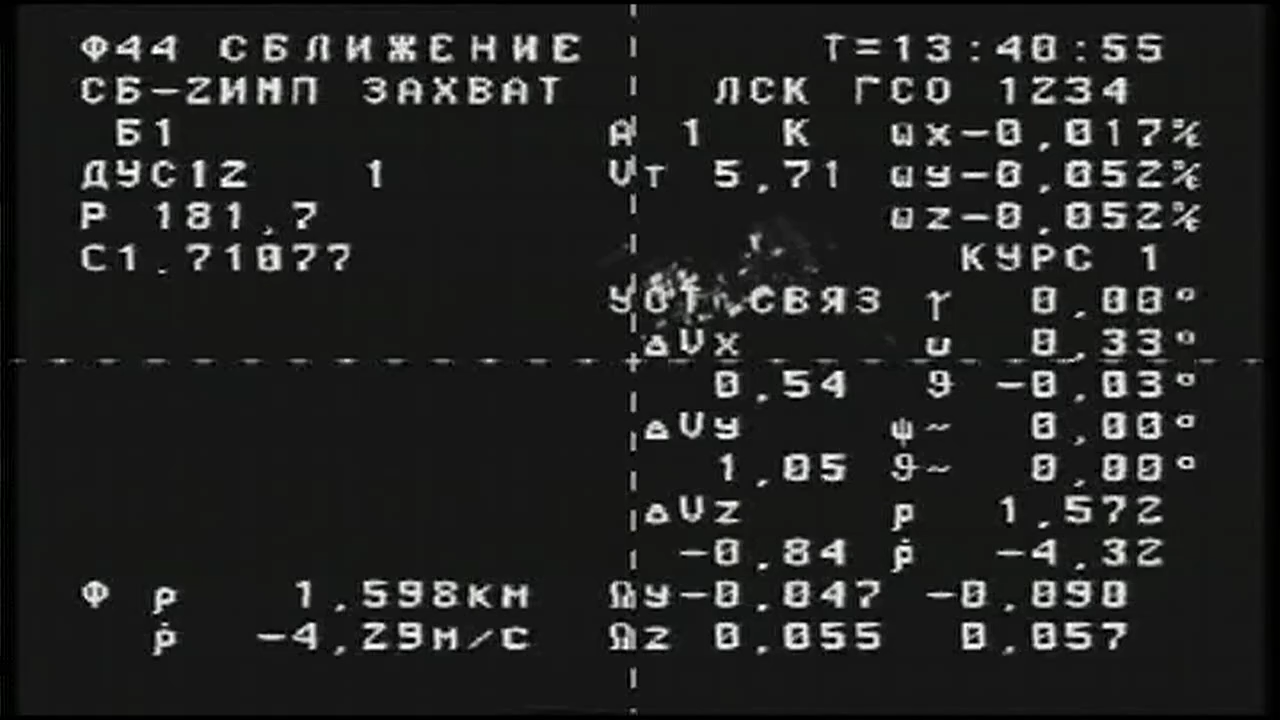 Ф44 СБЛИЖЕНИЕ T=13:40:55
СБ-2ИМП ЗАХВАТ ЛСК ГСО 1234
Б1 A 1 К ωx-0,017°/c
ДУС12 1 Vт 5,71 ωy-0,052°/c
Р 181,7 ωz-0,052°/c
С1.71077 КУРС 1
УСТ.СВЯЗ γ 0,00°
ΔVx υ 0,33°
0,54 ϑ -0,03°
ΔVy ψ~ 0,00°
1,05 ϑ~ 0,00°
ΔVz ρ 1,572
-0,84 ρ̇ -4,32
Ф ρ 1,598км Ωy-0,047 -0,090
ρ̇ -4,29м/с Ωz 0,055 0,057